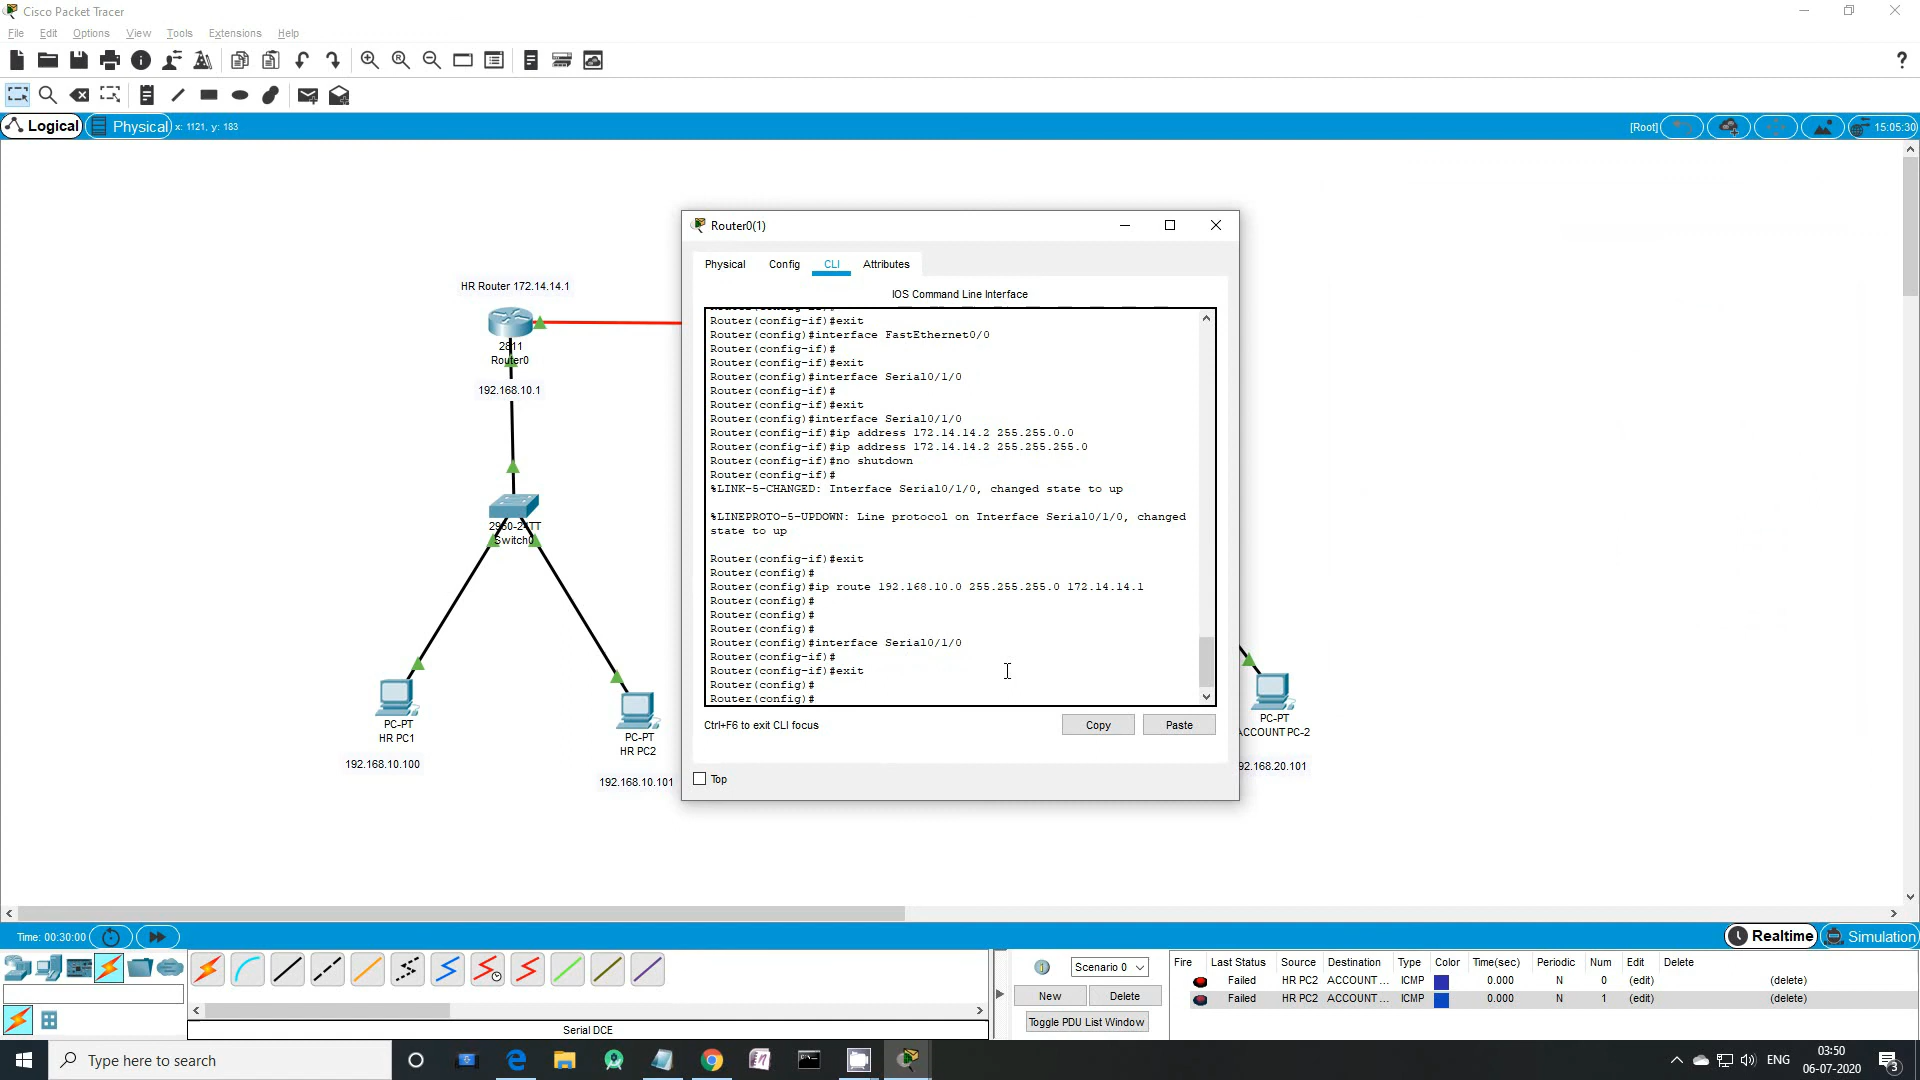 Cisco Packet Tracer
File Edit Options View Tools Extensions Help
?
Logical Physical x: 1121, y: 183 [Root] 15:05:30
HR Router 172.14.14.1
2811
Router0
192.168.10.1
Switch0
PC-PT
HR PC1
192.168.10.100
PC-PT
HR PC2
192.168.10.101
Router0(1)
Physical Config CLI Attributes
IOS Command Line Interface
Router(config-if)#exit
Router(config)#interface FastEthernet0/0
Router(config-if)#
Router(config-if)#exit
Router(config)#interface Serial0/1/0
Router(config-if)#
Router(config-if)#exit
Router(config)#interface Serial0/1/0
Router(config-if)#ip address 172.14.14.2 255.255.0.0
Router(config-if)#ip address 172.14.14.2 255.255.255.0
Router(config-if)#no shutdown
Router(config-if)#
%LINK-5-CHANGED: Interface Serial0/1/0, changed state to up
%LINEPROTO-5-UPDOWN: Line protocol on Interface Serial0/1/0, changed
state to up
Router(config-if)#exit
Router(config)#
Router(config)#ip route 192.168.10.0 255.255.255.0 172.14.14.1
Router(config)#
Router(config)#
Router(config)#
Router(config)#interface Serial0/1/0
Router(config-if)#
Router(config-if)#exit
Router(config)#
Router(config)#
Ctrl+F6 to exit CLI focus Copy Paste
Top
PC-PT
ACCOUNT PC-2
92.168.20.101
Time: 00:30:00 Realtime Simulation
Serial DCE
Scenario 0
New Delete
Toggle PDU List Window
Fire Last Status Source Destination Type Color Time(sec) Periodic Num Edit Delete
Failed HR PC2 ACCOUNT ... ICMP 0.000 N 0 (edit) (delete)
Failed HR PC2 ACCOUNT ... ICMP 0.000 N 1 (edit) (delete)
Type here to search
ENG
03:50
06-07-2020
3